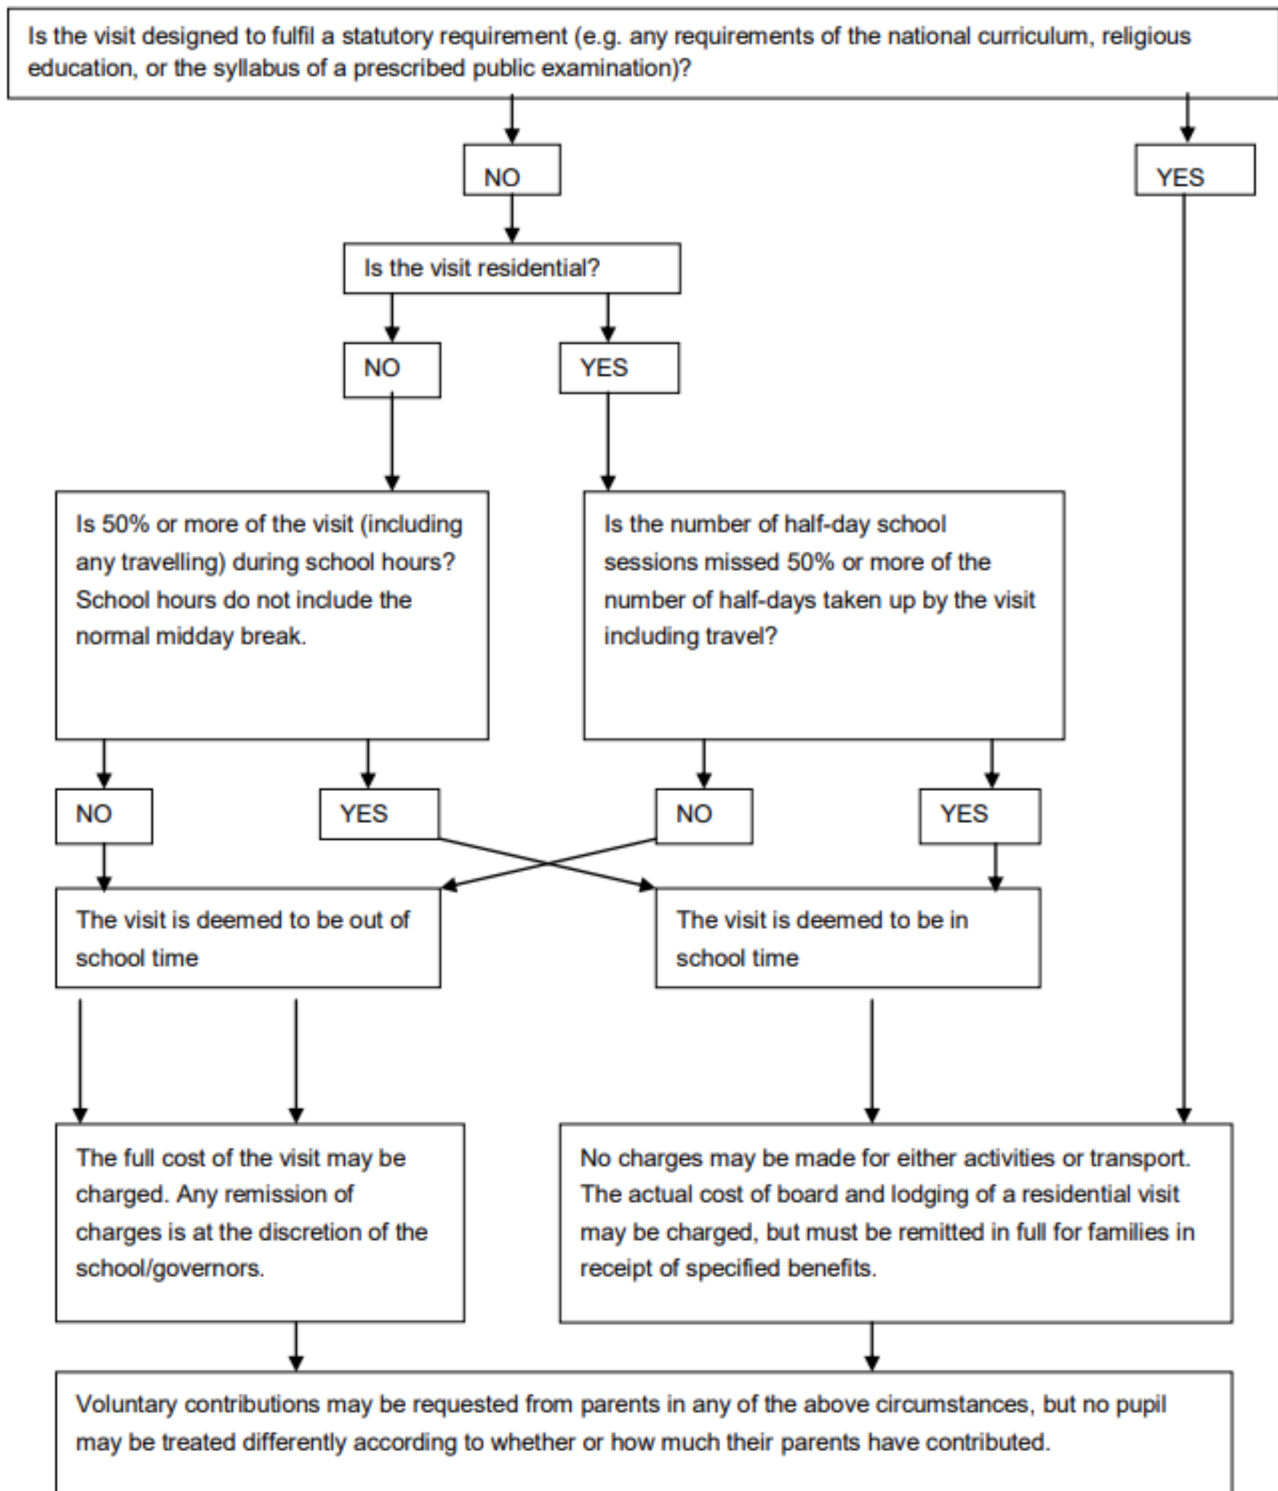 Is the visit designed to fulfil a statutory requirement (e.g. any requirements of the national curriculum, religious
education, or the syllabus of a prescribed public examination)?
NO
YES
Is the visit residential?
NO
YES
Is 50% or more of the visit (including
any travelling) during school hours?
School hours do not include the
normal midday break.
Is the number of half-day school
sessions missed 50% or more of the
number of half-days taken up by the visit
including travel?
NO
YES
NO
YES
The visit is deemed to be out of
school time
The visit is deemed to be in
school time
The full cost of the visit may be
charged. Any remission of
charges is at the discretion of the
school/governors.
No charges may be made for either activities or transport.
The actual cost of board and lodging of a residential visit
may be charged, but must be remitted in full for families in
receipt of specified benefits.
Voluntary contributions may be requested from parents in any of the above circumstances, but no pupil
may be treated differently according to whether or how much their parents have contributed.